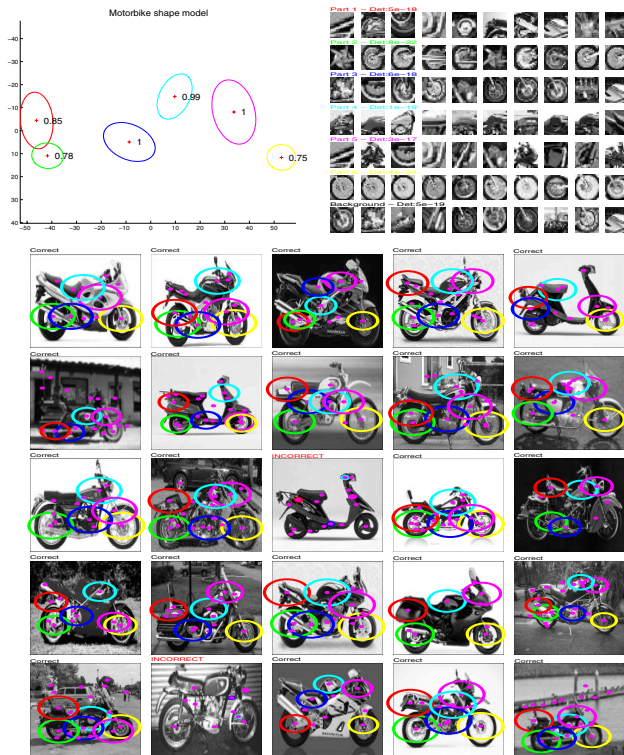 Motorbike shape model
-40
-30
-20
-10
0
10
20
30
40
-50
-40
-30
-20
-10
0
10
20
30
40
50
0.85
0.78
1
0.99
1
0.75
Part 1 - Det:5e-18
Part 2 - Det:8e-22
Part 3 - Det:6e-18
Part 4 - Det:1e-19
Part 5 - Det:3e-17
Background - Det:5e-19
Correct
Correct
Correct
Correct
Correct
Correct
Correct
Correct
Correct
Correct
Correct
Correct
INCORRECT
Correct
Correct
Correct
Correct
Correct
Correct
Correct
Correct
INCORRECT
Correct
Correct
Correct
HONDA